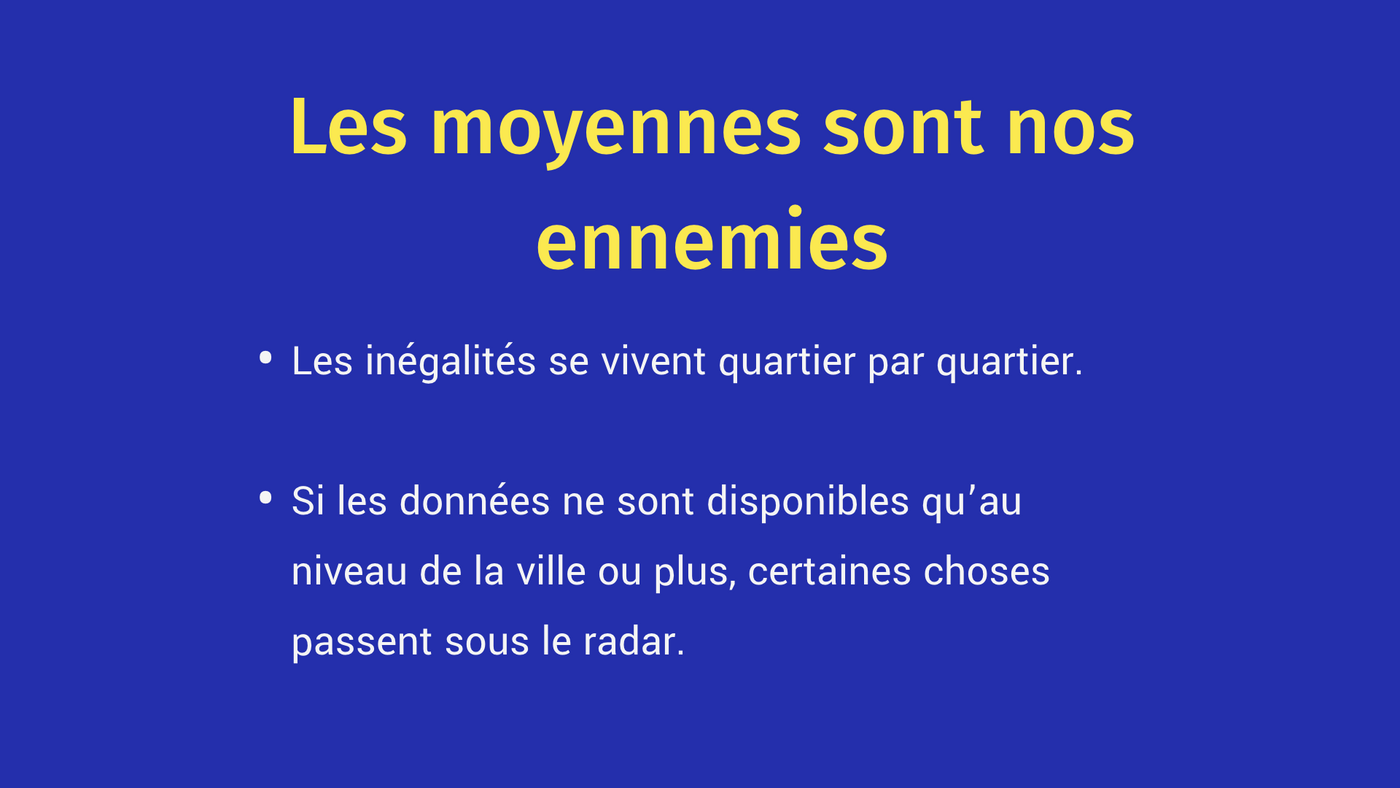 Les moyennes sont nos
ennemies
• Les inégalités se vivent quartier par quartier.
• Si les données ne sont disponibles qu’au
niveau de la ville ou plus, certaines choses
passent sous le radar.